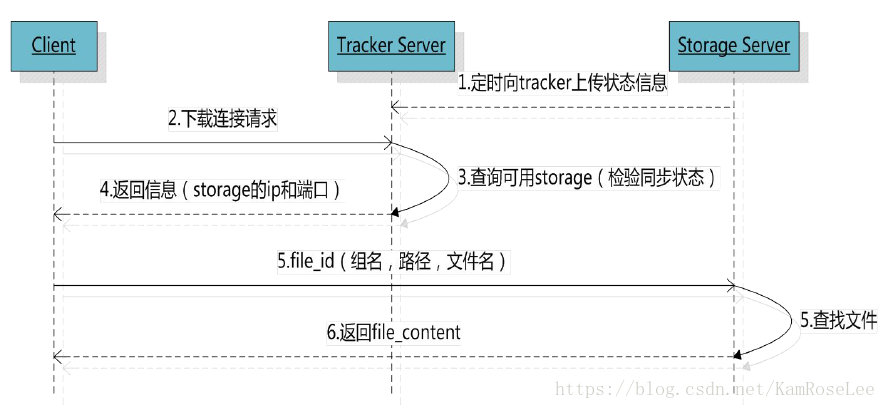 Client
Tracker Server
Storage Server
1.定时向tracker上传状态信息
2.下载连接请求
3.查询可用storage（检验同步状态）
4.返回信息（storage的ip和端口）
5.file_id（组名，路径，文件名）
5.查找文件
6.返回file_content
https://blog.csdn.net/KamRoseLee